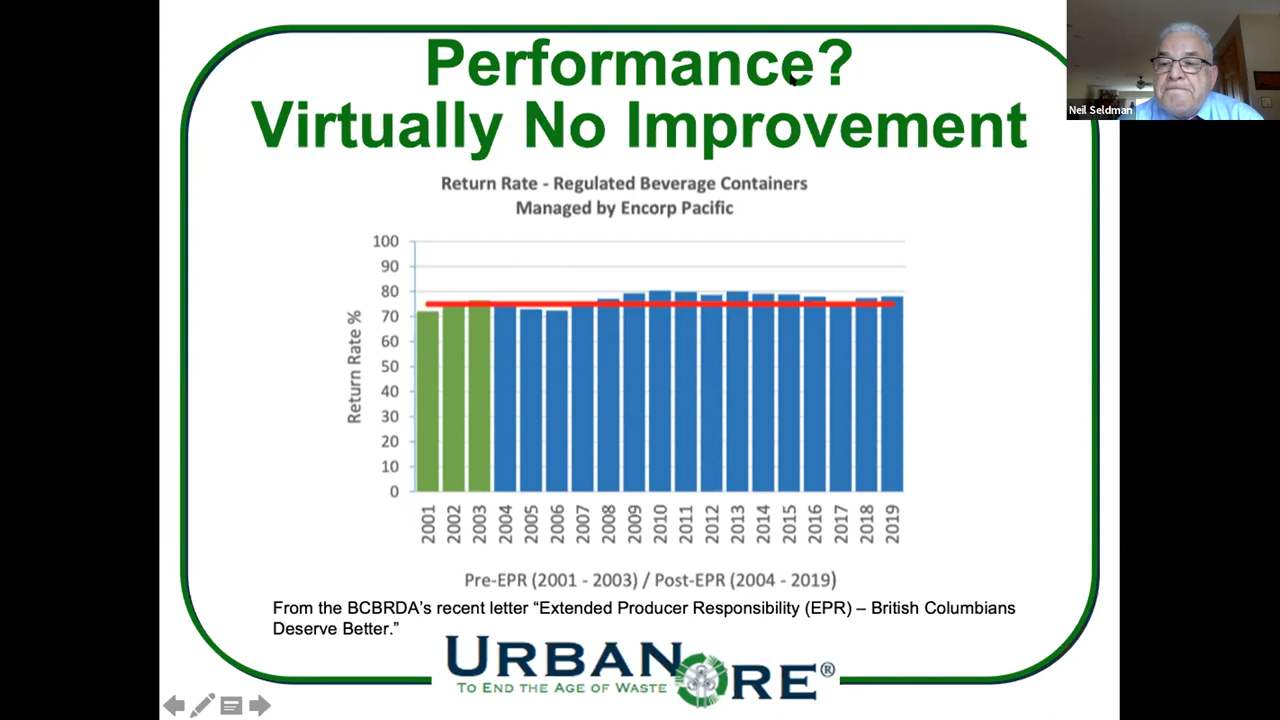 Performance?
Virtually No Improvement
Neil Seldman
Return Rate - Regulated Beverage Containers
Managed by Encorp Pacific
Return Rate %
100
90
80
70
60
50
40
30
20
10
0
2001 2002 2003 2004 2005 2006 2007 2008 2009 2010 2011 2012 2013 2014 2015 2016 2017 2018 2019
Pre-EPR (2001 - 2003) / Post-EPR (2004 - 2019)
From the BCBRDA’s recent letter “Extended Producer Responsibility (EPR) – British Columbians
Deserve Better.”
URBAN ORE®
TO END THE AGE OF WASTE